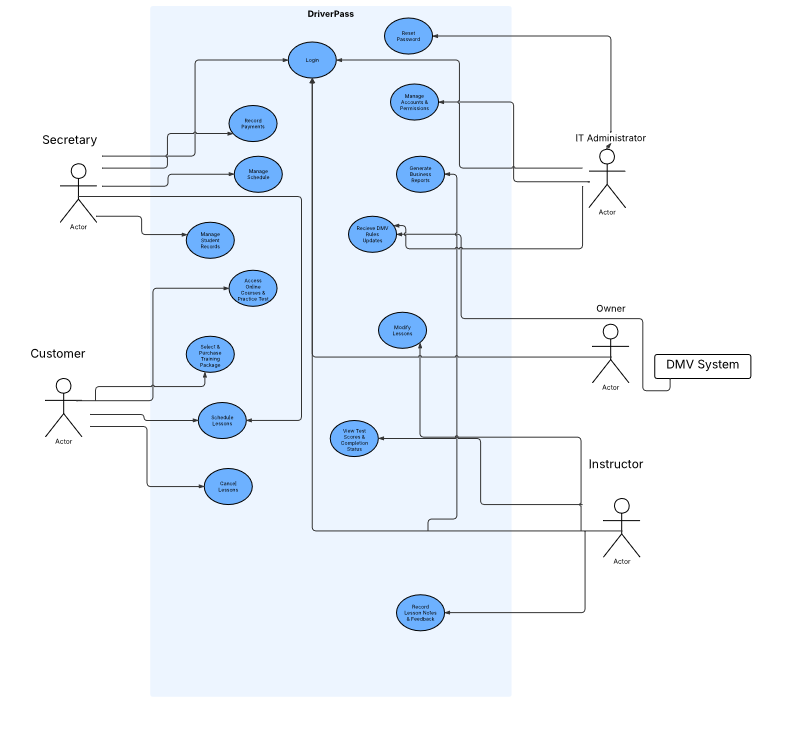 DriverPass
Reset
Password
Login
Manage
Accounts &
Permissions
Record
Payments
Secretary
IT Administrator
Manage
Schedule
Generate
Business
Reports
Actor
Actor
Manage
Student
Records
Recieve DMV
Rules
Updates
Access
Online
Courses &
Practice Test
Owner
Modify
Lessons
Customer
Select &
Purchase
Training
Package
DMV System
Actor
Actor
Schedule
Lessons
View Test
Scores &
Completion
Status
Instructor
Cancel
Lessons
Actor
Record
Lesson Notes
& Feedback